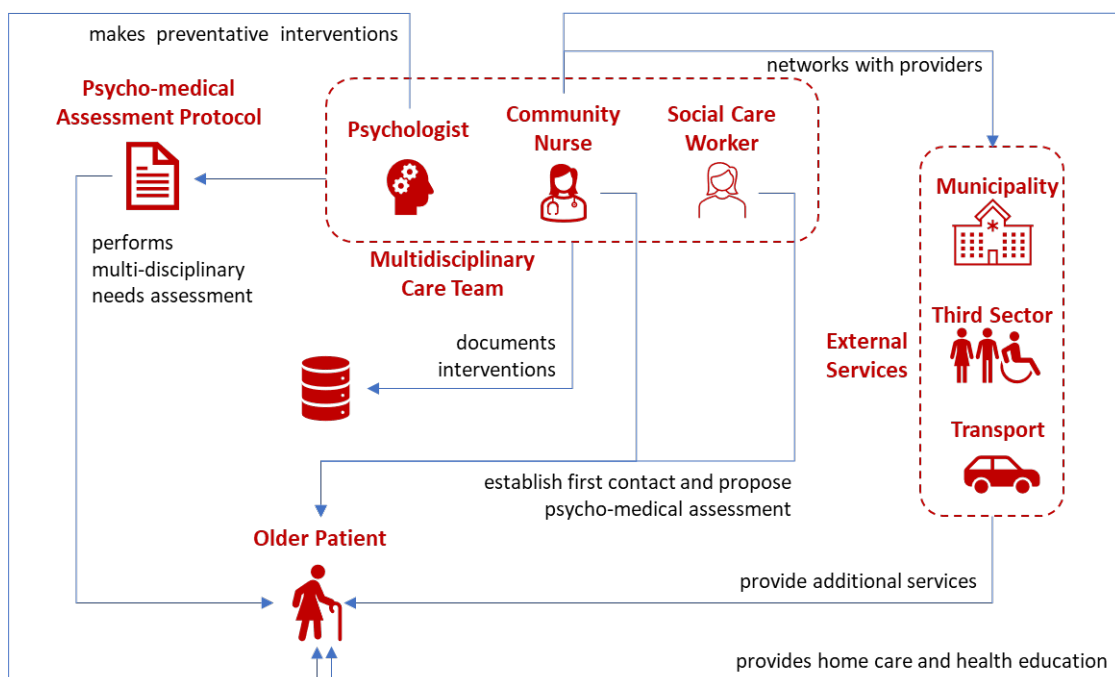 makes preventative interventions
networks with providers
Psycho-medical
Assessment Protocol
Psychologist
Community
Nurse
Social Care
Worker
Municipality
performs
multi-disciplinary
needs assessment
Multidisciplinary
Care Team
Third Sector
External
Services
documents
interventions
Transport
establish first contact and propose
psycho-medical assessment
Older Patient
provide additional services
provides home care and health education